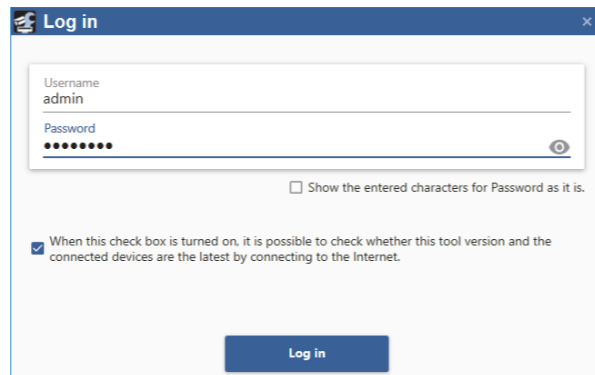 Log in
Username
admin
Password
••••••••
Show the entered characters for Password as it is.
When this check box is turned on, it is possible to check whether this tool version and the
connected devices are the latest by connecting to the Internet.
Log in